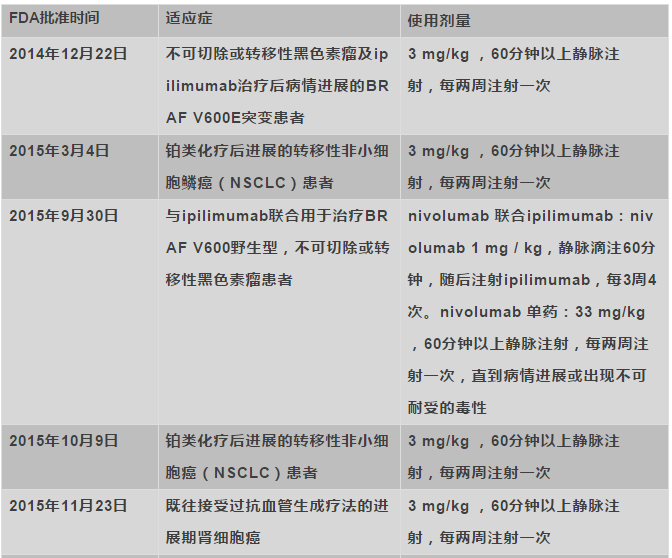 FDA批准时间 适应症 使用剂量
2014年12月22日 不可切除或转移性黑色素瘤及ip 3 mg/kg ，60分钟以上静脉注
ilimumab治疗后病情进展的BR 射，每两周注射一次
AF V600E突变患者
2015年3月4日 铂类化疗后进展的转移性非小细 3 mg/kg ，60分钟以上静脉注
胞鳞癌（NSCLC）患者 射，每两周注射一次
2015年9月30日 与ipilimumab联合用于治疗BR nivolumab 联合ipilimumab：niv
AF V600野生型，不可切除或转 olumab 1 mg / kg，静脉滴注60分
移性黑色素瘤患者 钟，随后注射ipilimumab，每3周4
次。nivolumab 单药：33 mg/kg
，60分钟以上静脉注射，每两周注
射一次，直到病情进展或出现不可
耐受的毒性
2015年10月9日 铂类化疗后进展的转移性非小细 3 mg/kg ，60分钟以上静脉注
胞癌（NSCLC）患者 射，每两周注射一次
2015年11月23日 既往接受过抗血管生成疗法的进 3 mg/kg ，60分钟以上静脉注
展期肾细胞癌 射，每两周注射一次